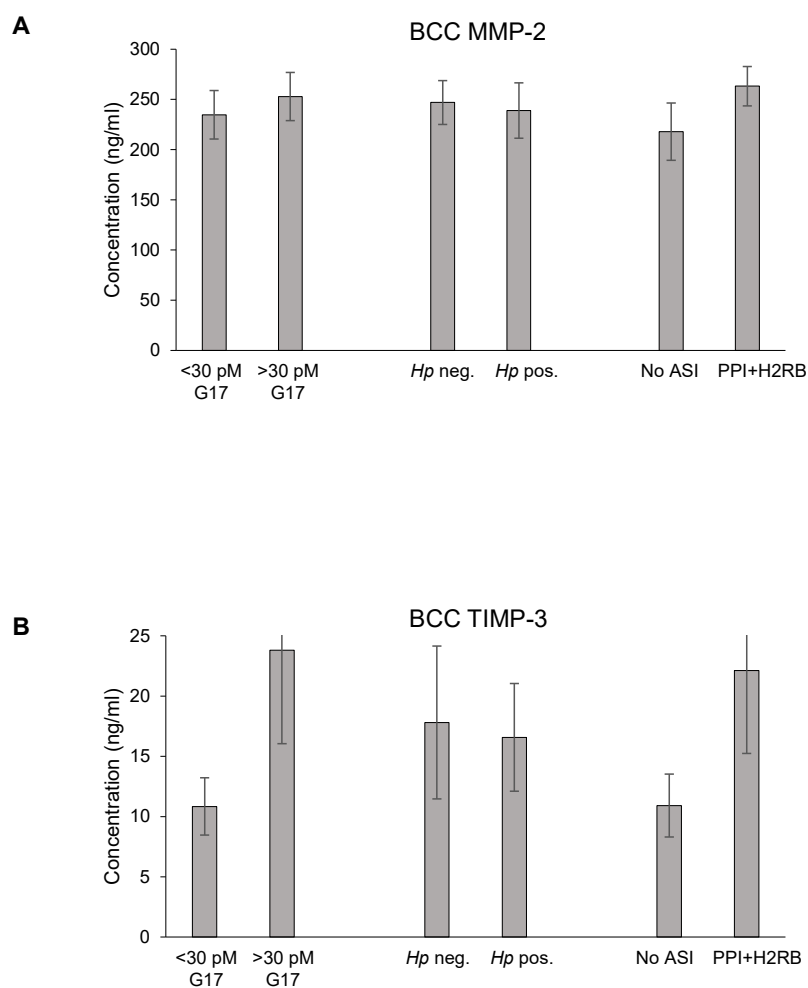 A
BCC MMP-2
Concentration (ng/ml)
300
250
200
150
100
50
0
<30 pM
G17
>30 pM
G17
Hp neg.
Hp pos.
No ASI
PPI+H2RB
B
BCC TIMP-3
Concentration (ng/ml)
25
20
15
10
5
0
<30 pM
G17
>30 pM
G17
Hp neg.
Hp pos.
No ASI
PPI+H2RB